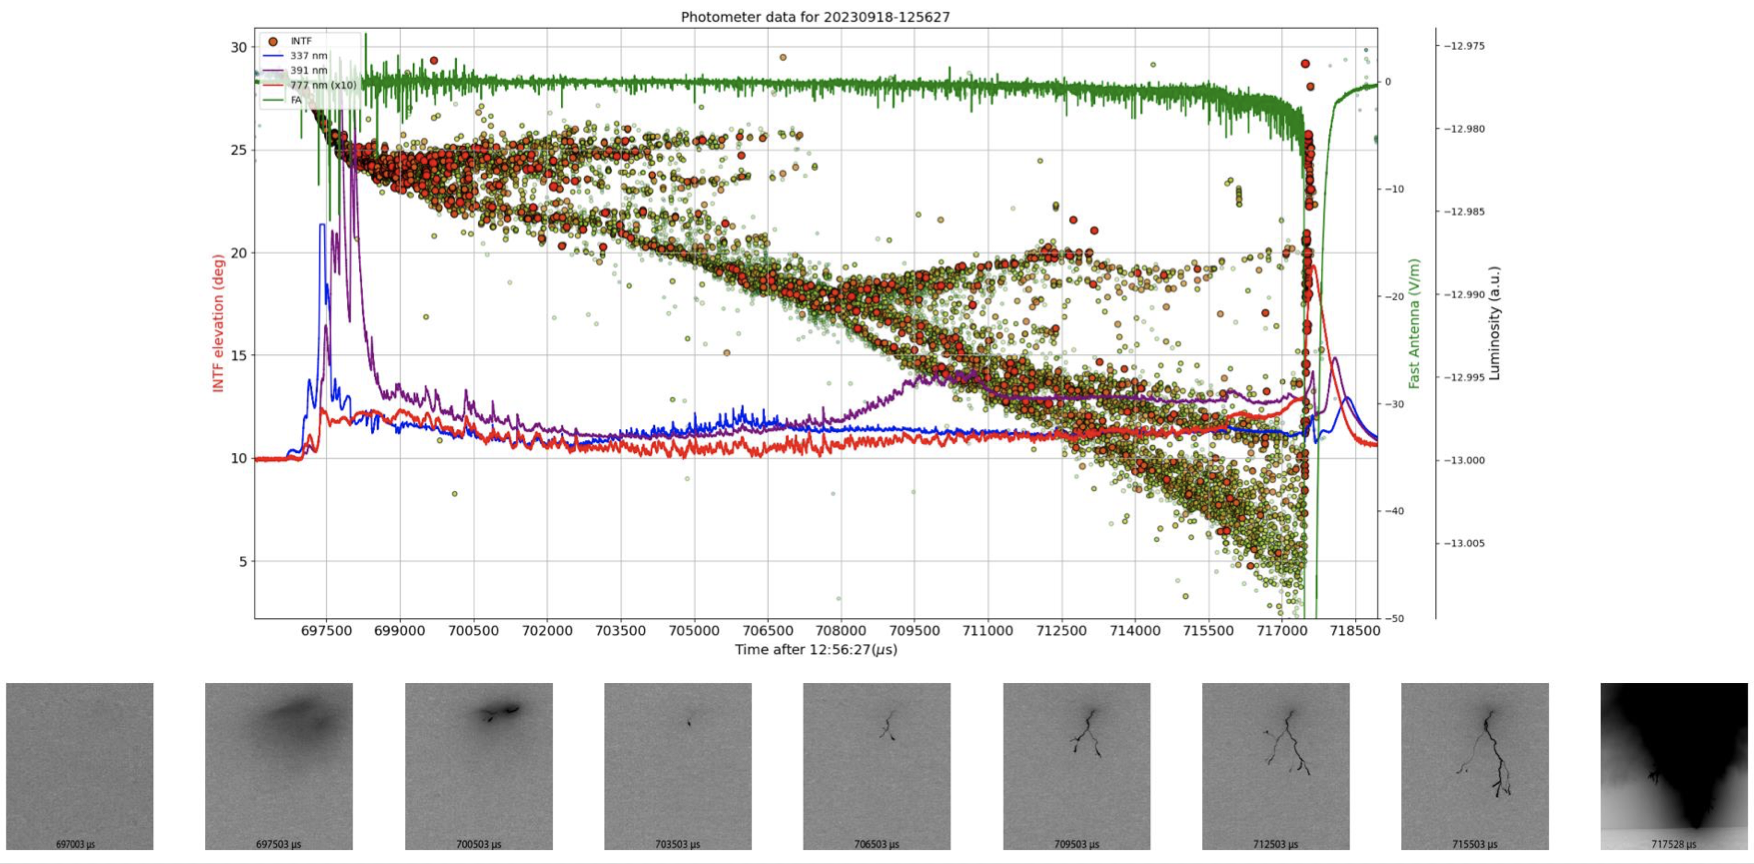 Photometer data for 20230918-125627
INTF
337 nm
391 nm
777 nm (x10)
FA
INTF elevation (deg)
30
25
20
15
10
5
0
−10
−20
−30
−40
−50
Fast Antenna (V/m)
−12.975
−12.980
−12.985
−12.990
−12.995
−13.000
−13.005
Luminosity (a.u.)
697500 699000 700500 702000 703500 705000 706500 708000 709500 711000 712500 714000 715500 717000 718500
Time after 12:56:27(μs)
697003 µs
697503 µs
700503 µs
703503 µs
706503 µs
709503 µs
712503 µs
715503 µs
717528 µs